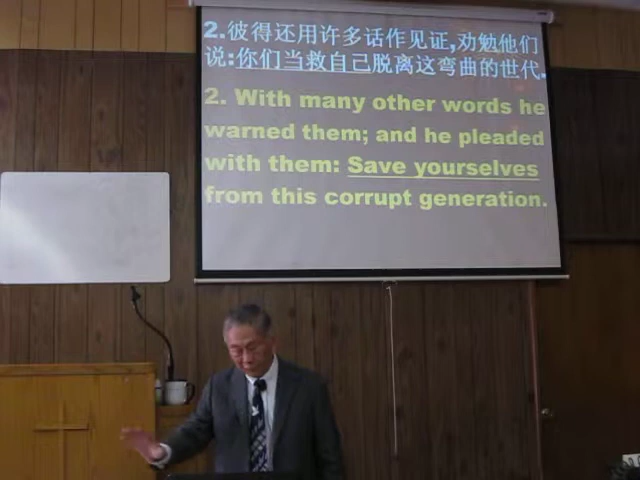 2.彼得还用许多话作见证,劝勉他们
说:你们当救自己脱离这弯曲的世代.
2. With many other words he
warned them; and he pleaded
with them: Save yourselves
from this corrupt generation.